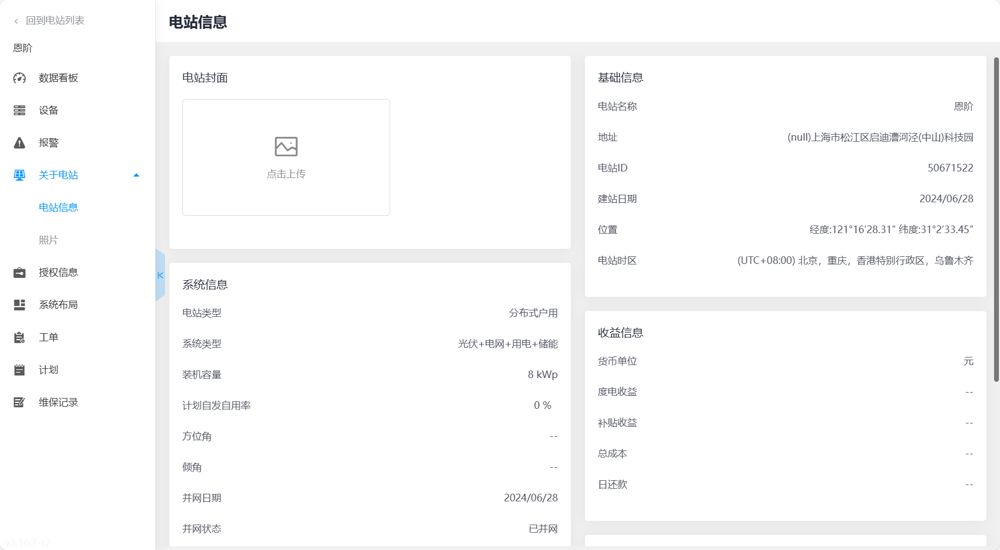 回到电站列表
恩阶
数据看板
设备
报警
关于电站
电站信息
照片
授权信息
系统布局
工单
计划
维保记录
v3.16.7-r2
电站信息
电站封面
点击上传
系统信息
电站类型 分布式户用
系统类型 光伏+电网+用电+储能
装机容量 8 kWp
计划自发自用率 0 %
方位角 --
倾角 --
并网日期 2024/06/28
并网状态 已并网
基础信息
电站名称 恩阶
地址 (null)上海市松江区启迪漕河泾(中山)科技园
电站ID 50671522
建站日期 2024/06/28
位置 经度:121°16′28.31″ 纬度:31°2′33.45″
电站时区 (UTC+08:00) 北京，重庆，香港特别行政区，乌鲁木齐
收益信息
货币单位 元
度电收益 --
补贴收益 --
总成本 --
日还款 --